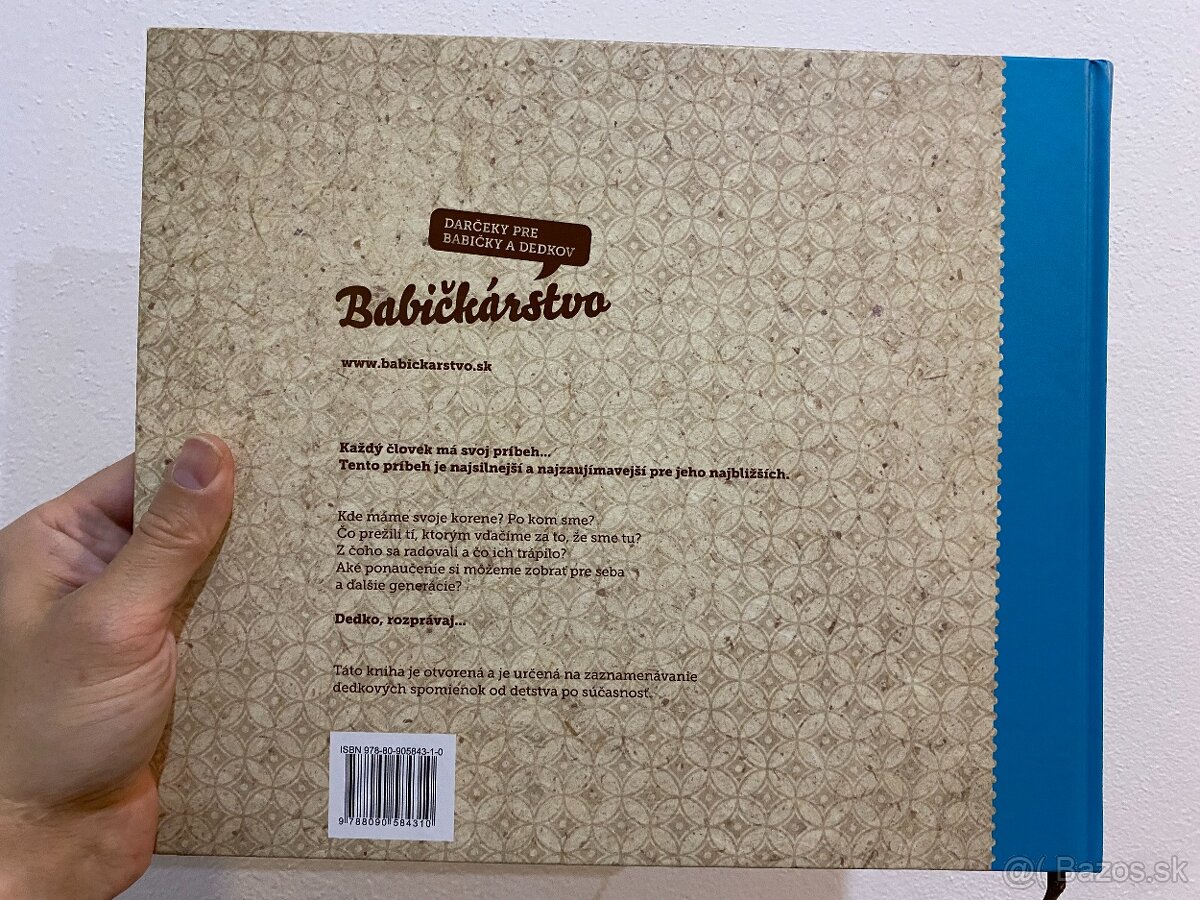 DARČEKY PRE
BABIČKY A DEDKOV
Babičkárstvo
www.babickarstvo.sk
Každý človek má svoj príbeh...
Tento príbeh je najsilnejší a najzaujímavejší pre jeho najbližších.
Kde máme svoje korene? Po kom sme?
Čo prežili tí, ktorým vďačíme za to, že sme tu?
Z čoho sa radovali a čo ich trápilo?
Aké ponaučenie si môžeme zobrať pre seba
a ďalšie generácie?
Dedko, rozprávaj...
Táto kniha je otvorená a je určená na zaznamenávanie
dedkových spomienok od detstva po súčasnosť.
ISBN 978-80-905843-1-0
9 788090 584310
@( Bazos.sk